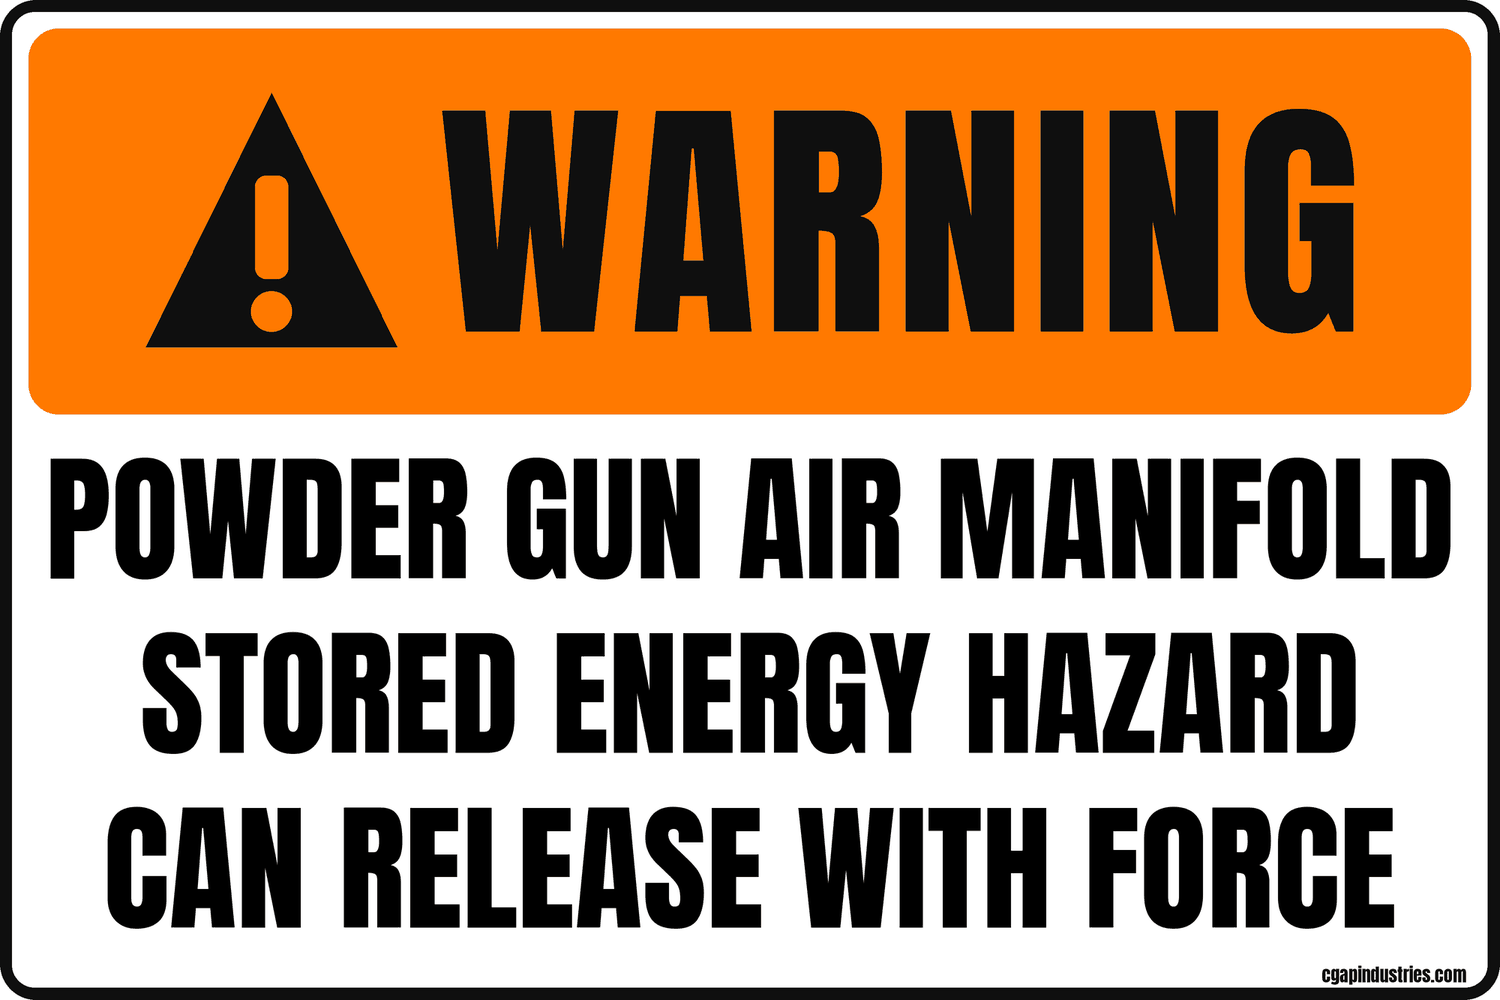 WARNING
POWDER GUN AIR MANIFOLD
STORED ENERGY HAZARD
CAN RELEASE WITH FORCE
cgapindustries.com